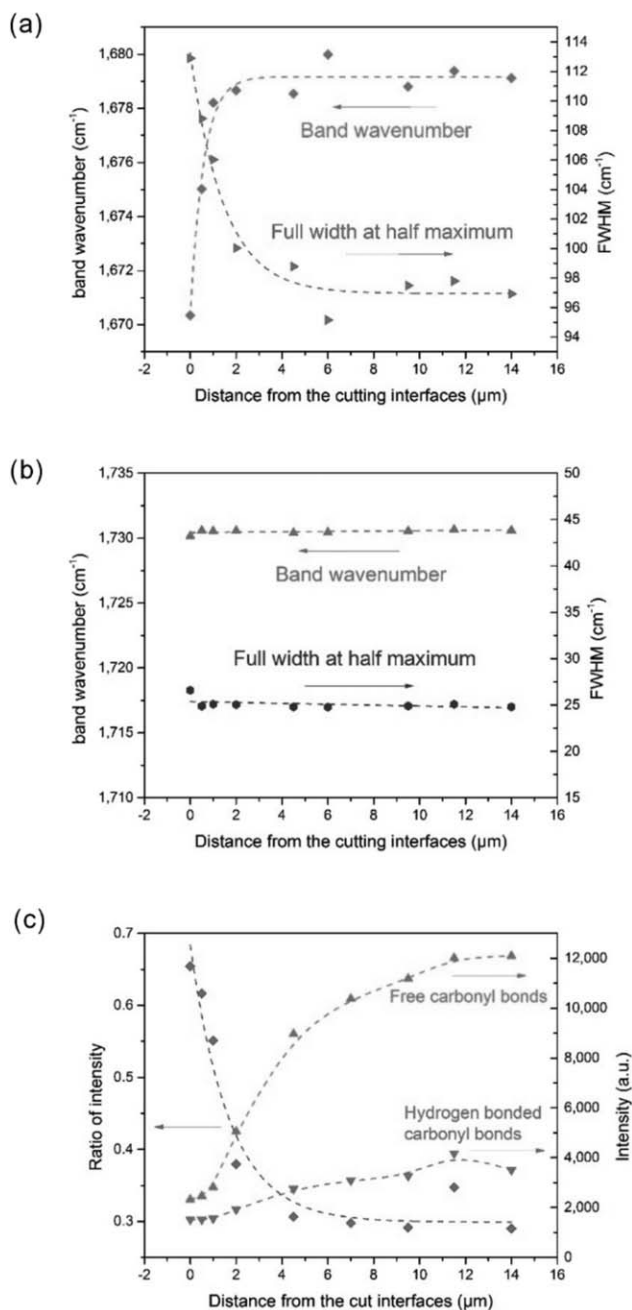 (a)
1,680
1,678
1,676
1,674
1,672
1,670
band wavenumber (cm-1)
114
112
110
108
106
104
102
100
98
96
94
FWHM (cm-1)
Band wavenumber
Full width at half maximum
-2 0 2 4 6 8 10 12 14 16
Distance from the cutting interfaces (μm)
(b)
1,735
1,730
1,725
1,720
1,715
1,710
band wavenumber (cm-1)
50
45
40
35
30
25
20
15
FWHM (cm-1)
Band wavenumber
Full width at half maximum
-2 0 2 4 6 8 10 12 14 16
Distance from the cutting interfaces (μm)
(c)
0.7
0.6
0.5
0.4
0.3
Ratio of intensity
12,000
10,000
8,000
6,000
4,000
2,000
0
Intensity (a.u.)
Free carbonyl bonds
Hydrogen bonded
carbonyl bonds
-2 0 2 4 6 8 10 12 14 16
Distance from the cut interfaces (μm)